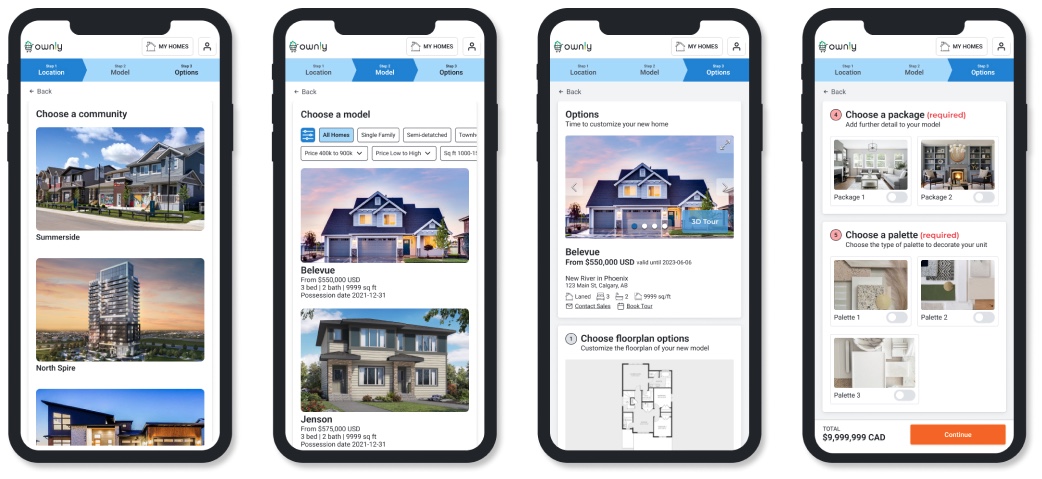 ownly
MY HOMES
Step 1
Location
Step 2
Model
Step 3
Options
← Back
Choose a community
Summerside
North Spire
ownly
MY HOMES
Step 1
Location
Step 2
Model
Step 3
Options
← Back
Choose a model
All Homes
Single Family
Semi-detatched
Townh
Price 400k to 900k
Price Low to High
Sq ft 1000-15
Bellevue
From $550,000 USD
3 bed | 2 bath | 9999 sq ft
Possession date 2021-12-31
Jenson
From $575,000 USD
3 bed | 2 bath | 9999 sq ft
Possession date 2021-12-31
ownly
MY HOMES
Step 1
Location
Step 2
Model
Step 3
Options
← Back
Options
Time to customize your new home
3D Tour
Bellevue
From $550,000 USD valid until 2023-06-06
New River in Phoenix
123 Main St, Calgary, AB
Laned 3 2 9999 sq/ft
Contact Sales Book Tour
1 Choose floorplan options
Customize the floorplan of your new model
ownly
MY HOMES
Step 1
Location
Step 2
Model
Step 3
Options
← Back
4 Choose a package (required)
Add further detail to your model
Package 1
Package 2
5 Choose a palette (required)
Choose the type of palette to decorate your unit
Palette 1
Palette 2
Palette 3
TOTAL
$9,999,999 CAD
Continue